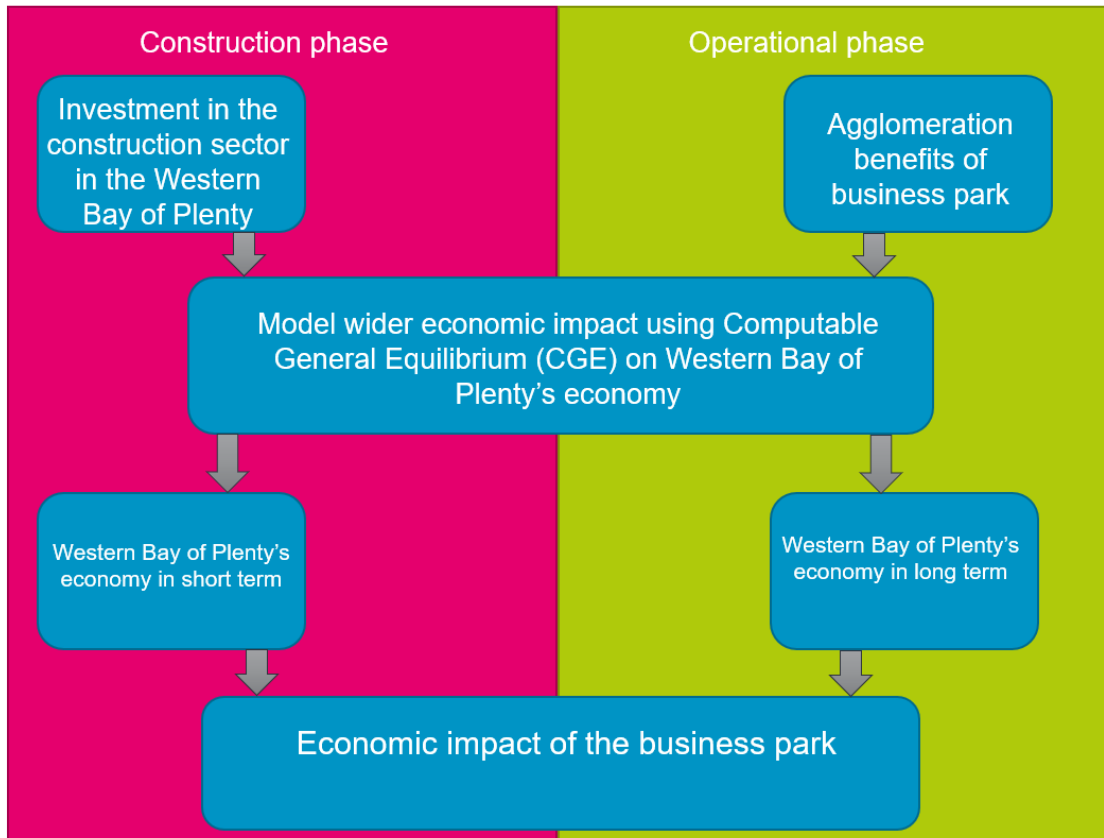 Construction phase
Operational phase
Investment in the
construction sector
in the Western
Bay of Plenty
Agglomeration
benefits of
business park
Model wider economic impact using Computable
General Equilibrium (CGE) on Western Bay of
Plenty’s economy
Western Bay of Plenty’s
economy in short term
Western Bay of Plenty’s
economy in long term
Economic impact of the business park